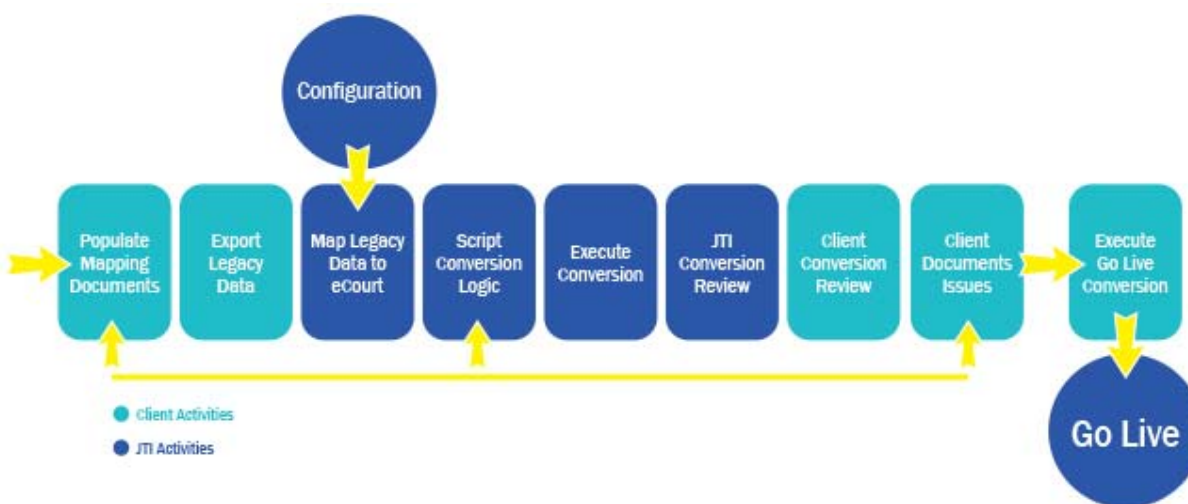 Configuration
Populate
Mapping
Documents
Export
Legacy
Data
Map Legacy
Data to
eCourt
Script
Conversion
Logic
Execute
Conversion
JTI
Conversion
Review
Client
Conversion
Review
Client
Documents
Issues
Execute
Go Live
Conversion
Client Activities
JTI Activities
Go Live